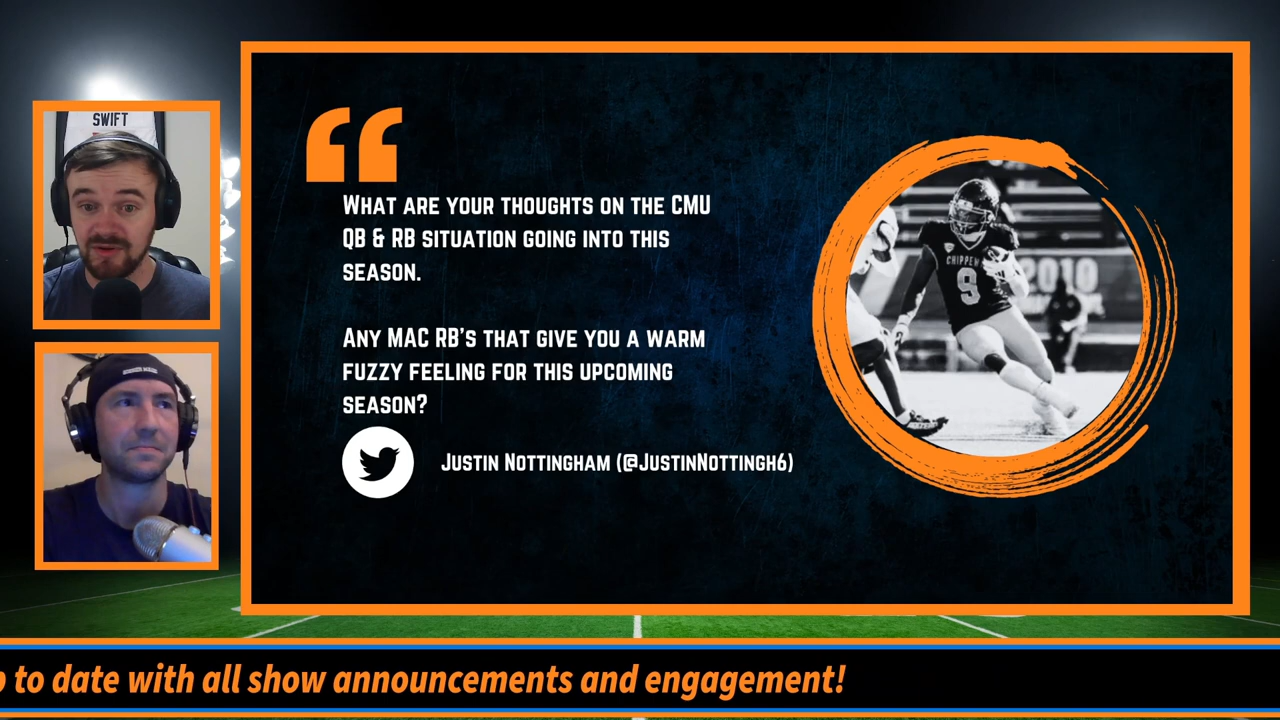 SWIFT
What are your thoughts on the CMU
QB & RB situation going into this
season.
Any MAC RB's that give you a warm
fuzzy feeling for this upcoming
season?
Justin Nottingham (@JustinNottingh6)
CHIPPEW
9
2010
to date with all show announcements and engagement!